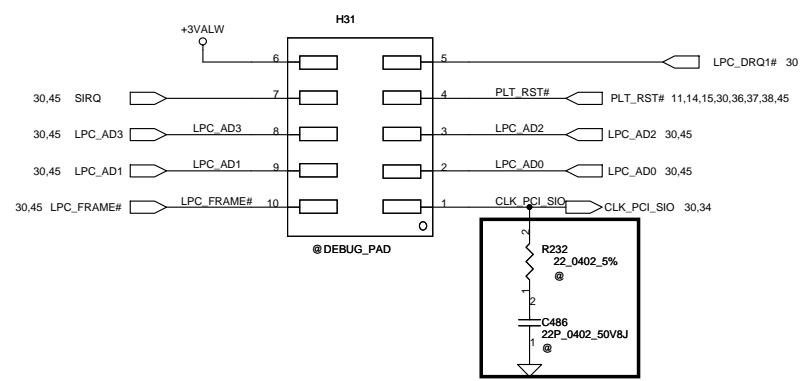 H31
+3VALW
6
5
LPC_DRQ1# 30
30,45 SIRQ
7
4
PLT_RST#
PLT_RST# 11,14,15,30,36,37,38,45
30,45 LPC_AD3
LPC_AD3
8
3
LPC_AD2
LPC_AD2 30,45
30,45 LPC_AD1
LPC_AD1
9
2
LPC_AD0
LPC_AD0 30,45
30,45 LPC_FRAME#
LPC_FRAME#
10
1
CLK_PCI_SIO
CLK_PCI_SIO 30,34
@DEBUG_PAD
2
R232
22_0402_5%
@
1
2
C486
22P_0402_50V8J
1
@